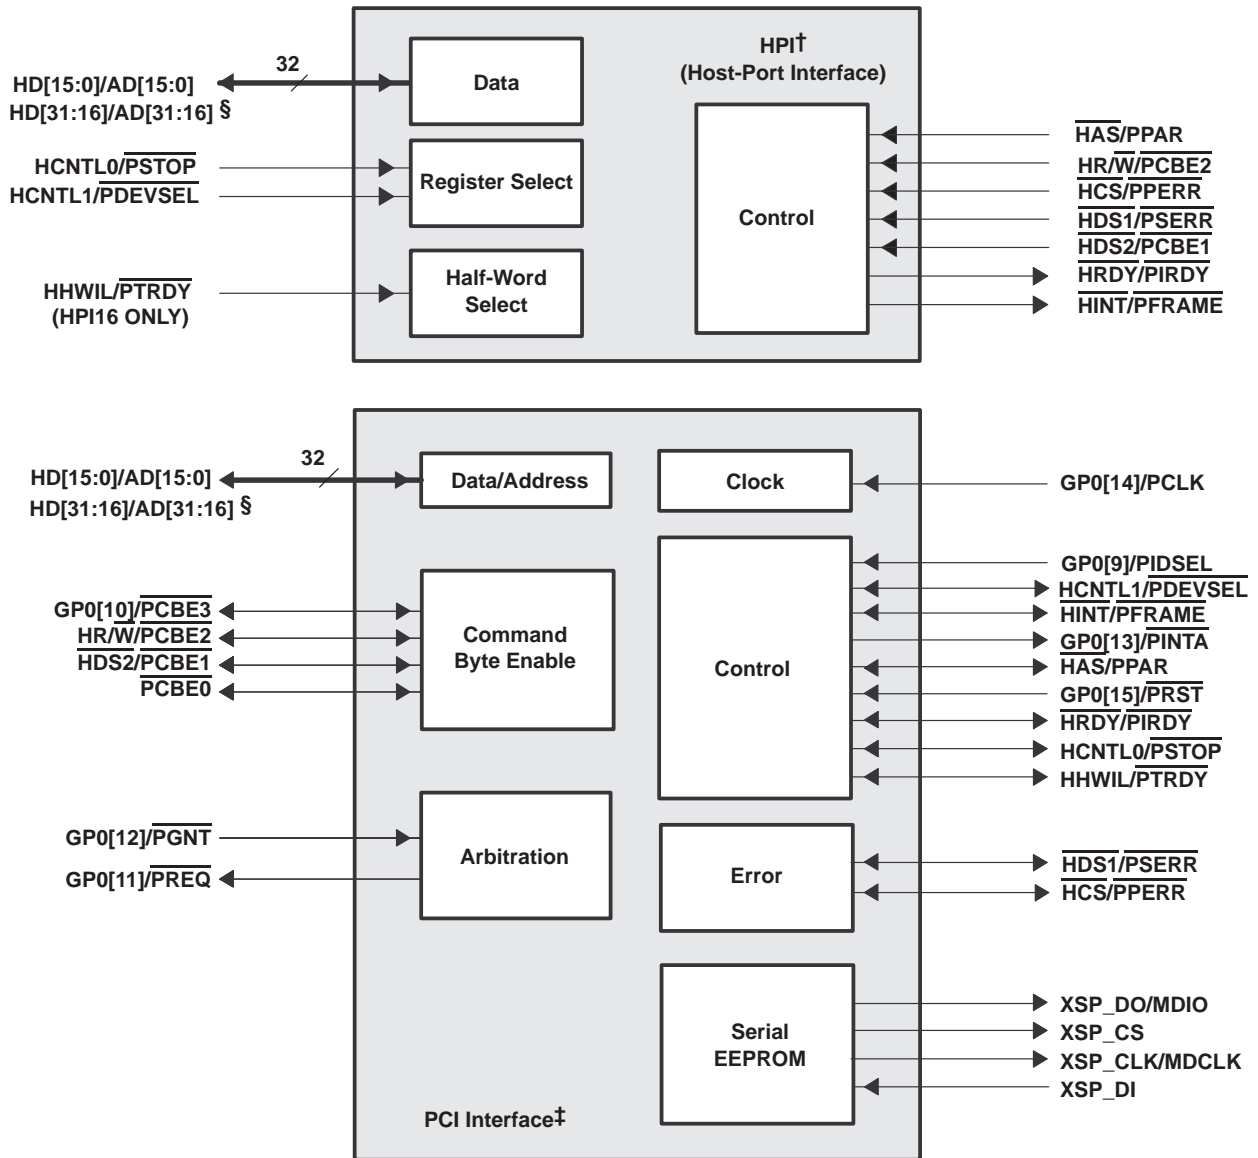 HPI†
(Host-Port Interface)
32
HD[15:0]/AD[15:0]
HD[31:16]/AD[31:16] §
Data
HCNTL0/PSTOP
HCNTL1/PDEVSEL
Register Select
HHWIL/PTRDY
(HPI16 ONLY)
Half-Word
Select
Control
HAS/PPAR
HR/W/PCBE2
HCS/PPERR
HDS1/PSERR
HDS2/PCBE1
HRDY/PIRDY
HINT/PFRAME
32
HD[15:0]/AD[15:0]
HD[31:16]/AD[31:16] §
Data/Address
Clock
GP0[14]/PCLK
GP0[10]/PCBE3
HR/W/PCBE2
HDS2/PCBE1
PCBE0
Command
Byte Enable
Control
GP0[9]/PIDSEL
HCNTL1/PDEVSEL
HINT/PFRAME
GP0[13]/PINTA
HAS/PPAR
GP0[15]/PRST
HRDY/PIRDY
HCNTL0/PSTOP
HHWIL/PTRDY
GP0[12]/PGNT
GP0[11]/PREQ
Arbitration
Error
HDS1/PSERR
HCS/PPERR
Serial
EEPROM
XSP_DO/MDIO
XSP_CS
XSP_CLK/MDCLK
XSP_DI
PCI Interface‡